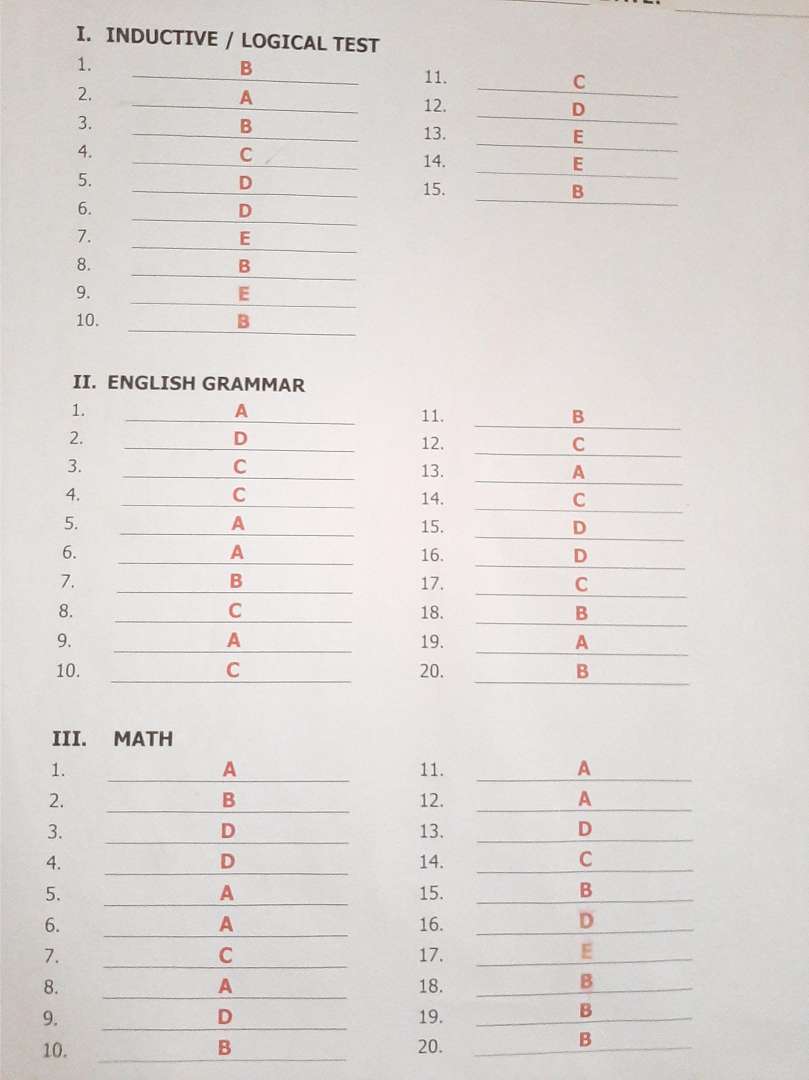 I. INDUCTIVE / LOGICAL TEST
1. B
2. A
3. B
4. C
5. D
6. D
7. E
8. B
9. E
10. B
11. C
12. D
13. E
14. E
15. B
II. ENGLISH GRAMMAR
1. A
2. D
3. C
4. C
5. A
6. A
7. B
8. C
9. A
10. C
11. B
12. C
13. A
14. C
15. D
16. D
17. C
18. B
19. A
20. B
III. MATH
1. A
2. B
3. D
4. D
5. A
6. A
7. C
8. A
9. D
10. B
11. A
12. A
13. D
14. C
15. B
16. D
17. E
18. B
19. B
20. B